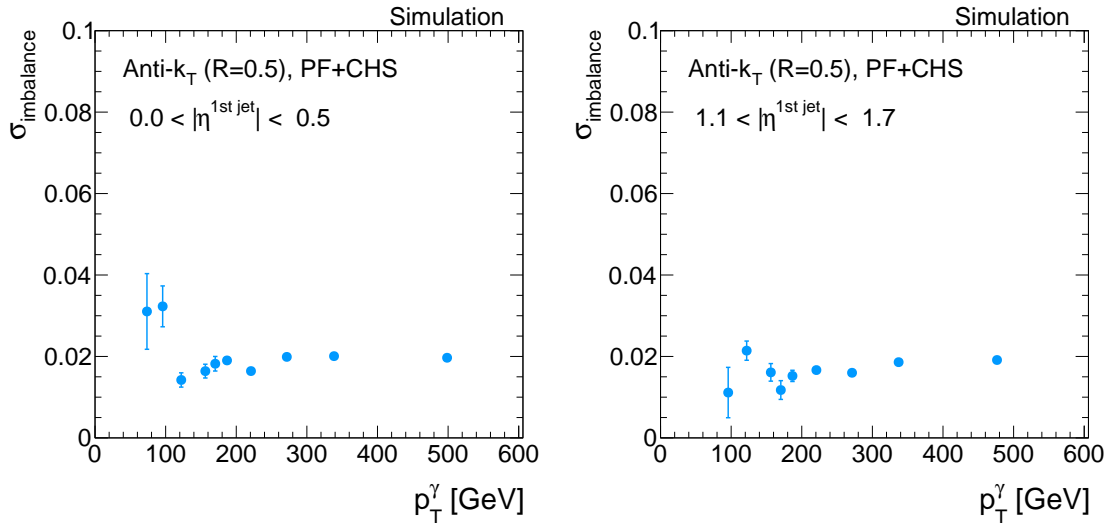 Simulation
Anti-k_T (R=0.5), PF+CHS
0.0 < |η^{1st jet}| < 0.5
σ_imbalance
0.1
0.08
0.06
0.04
0.02
0
0 100 200 300 400 500 600
p_T^γ [GeV]
Simulation
Anti-k_T (R=0.5), PF+CHS
1.1 < |η^{1st jet}| < 1.7
σ_imbalance
0.1
0.08
0.06
0.04
0.02
0
0 100 200 300 400 500 600
p_T^γ [GeV]